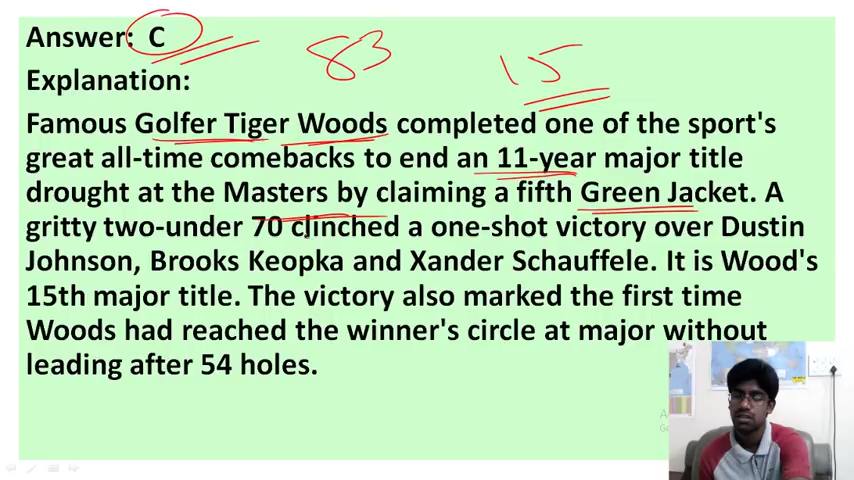 Answer: C
83 15
Explanation:
Famous Golfer Tiger Woods completed one of the sport's
great all-time comebacks to end an 11-year major title
drought at the Masters by claiming a fifth Green Jacket. A
gritty two-under 70 clinched a one-shot victory over Dustin
Johnson, Brooks Keopka and Xander Schauffele. It is Wood's
15th major title. The victory also marked the first time
Woods had reached the winner's circle at major without
leading after 54 holes.